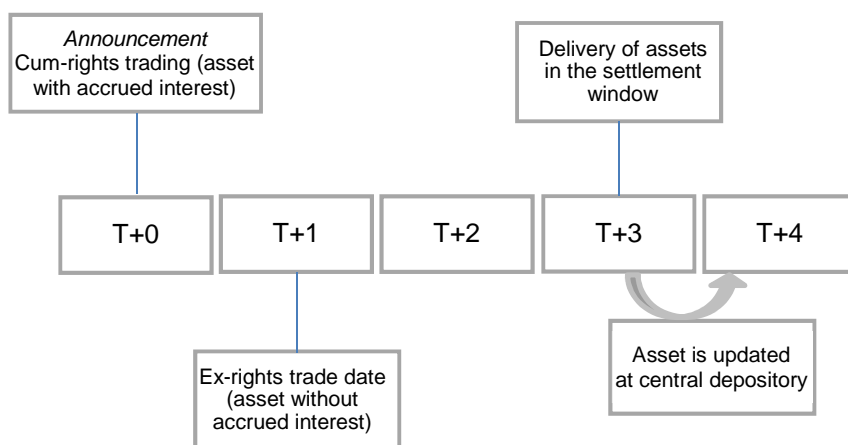 Announcement
Cum-rights trading (asset
with accrued interest)
Delivery of assets
in the settlement
window
T+0
T+1
T+2
T+3
T+4
Ex-rights trade date
(asset without
accrued interest)
Asset is updated
at central depository